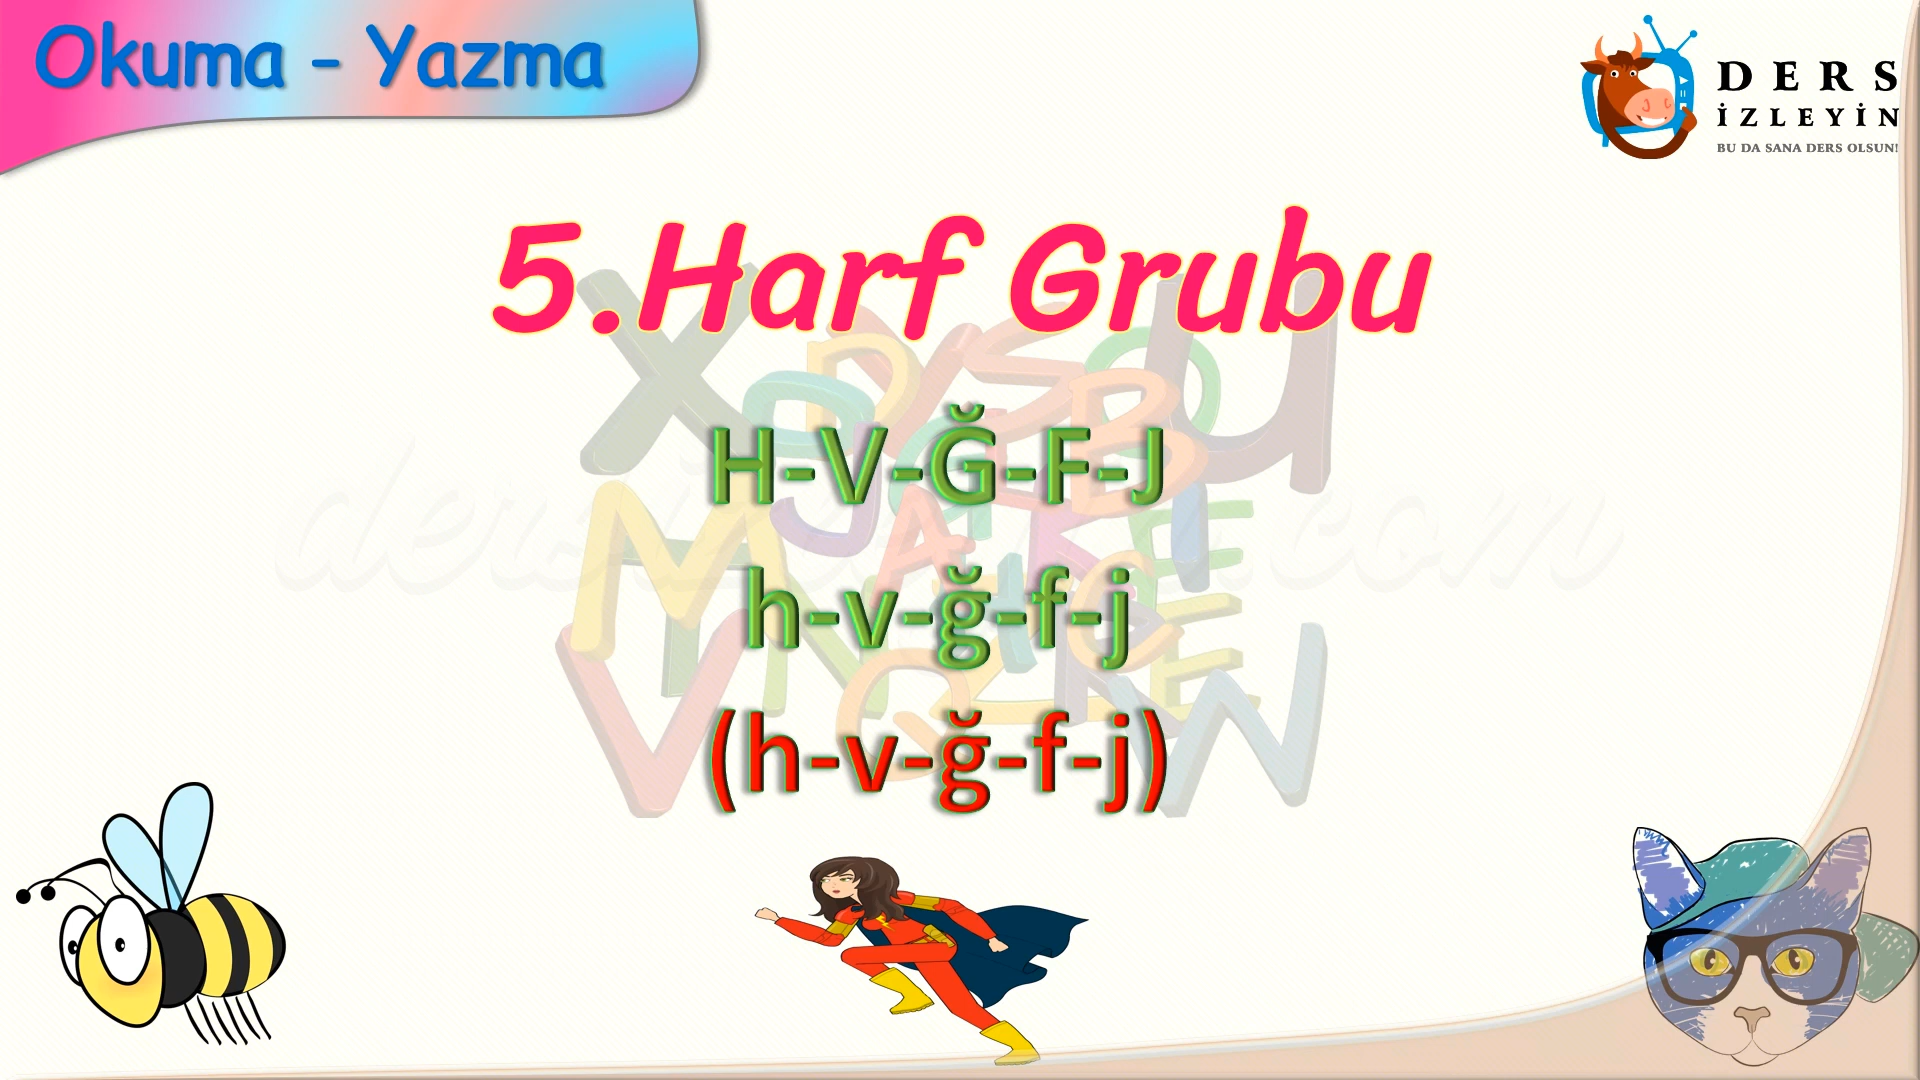 Okuma - Yazma
DERS
İZLEYİN
BU DA SANA DERS OLSUN!
5.Harf Grubu
H-V-Ğ-F-J
h-v-ğ-f-j
(h-v-ğ-f-j)